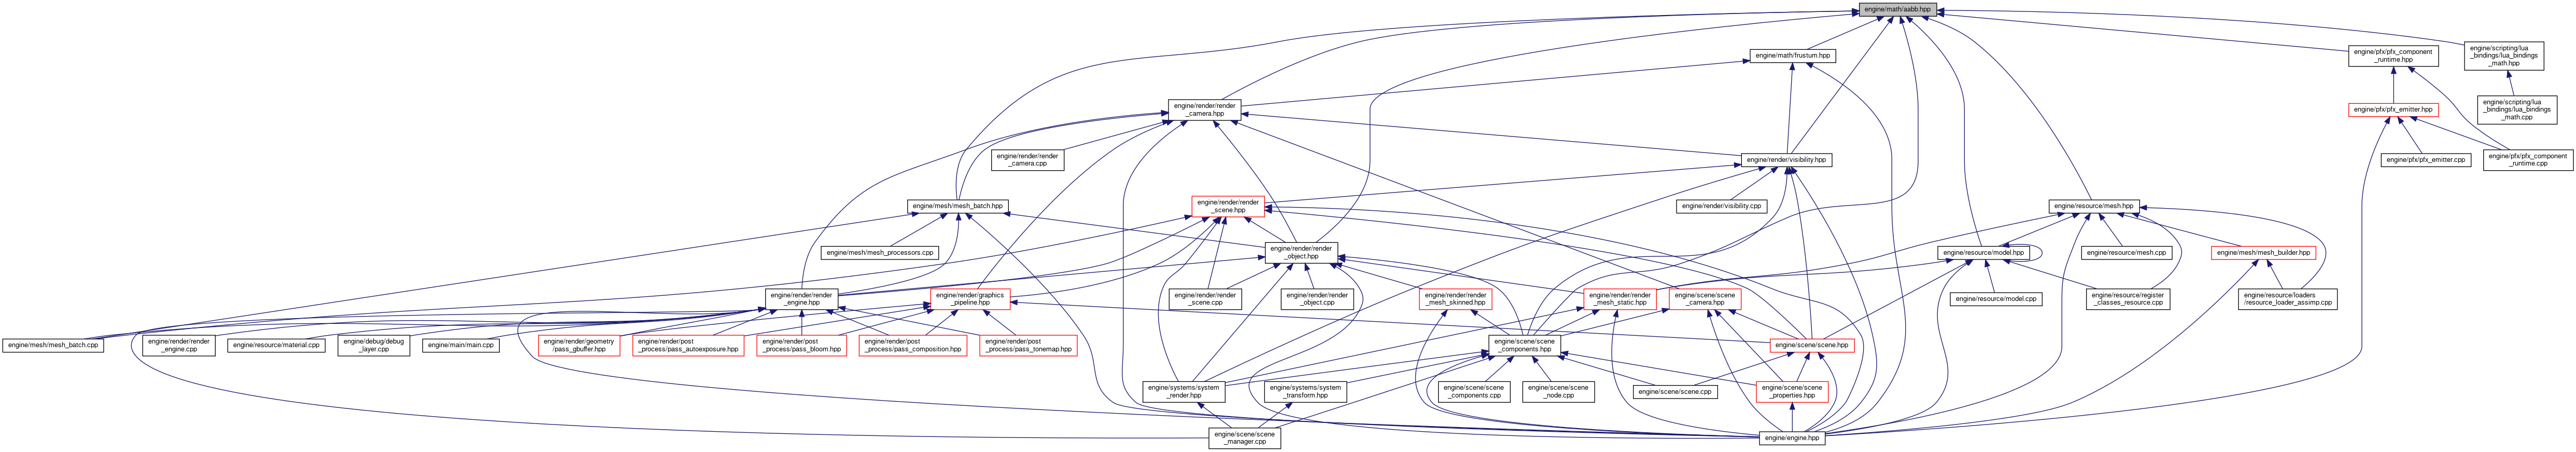 engine/math/aabb.hpp
engine/math/frustum.hpp
engine/pfx/pfx_component
_runtime.hpp
engine/scripting/lua
_bindings/lua_bindings
_math.hpp
engine/render/render
_camera.hpp
engine/pfx/pfx_emitter.hpp
engine/scripting/lua
_bindings/lua_bindings
_math.cpp
engine/render/render
_camera.cpp
engine/render/visibility.hpp
engine/pfx/pfx_emitter.cpp
engine/pfx/pfx_component
_runtime.cpp
engine/mesh/mesh_batch.hpp
engine/render/render
_scene.hpp
engine/render/visibility.cpp
engine/resource/mesh.hpp
engine/mesh/mesh_processors.cpp
engine/render/render
_object.hpp
engine/resource/model.hpp
engine/resource/mesh.cpp
engine/mesh/mesh_builder.hpp
engine/render/render
_engine.hpp
engine/render/graphics
_pipeline.hpp
engine/render/render
_scene.cpp
engine/render/render
_object.cpp
engine/render/render
_mesh_skinned.hpp
engine/render/render
_mesh_static.hpp
engine/scene/scene
_camera.hpp
engine/resource/model.cpp
engine/resource/register
_classes_resource.cpp
engine/resource/loaders
/resource_loader_assimp.cpp
engine/mesh/mesh_batch.cpp
engine/render/render
_engine.cpp
engine/resource/material.cpp
engine/debug/debug
_layer.cpp
engine/main/main.cpp
engine/render/geometry
/pass_gbuffer.hpp
engine/render/post
_process/pass_autoexposure.hpp
engine/render/post
_process/pass_bloom.hpp
engine/render/post
_process/pass_composition.hpp
engine/render/post
_process/pass_tonemap.hpp
engine/scene/scene
_components.hpp
engine/scene/scene.hpp
engine/systems/system
_render.hpp
engine/systems/system
_transform.hpp
engine/scene/scene
_components.cpp
engine/scene/scene
_node.cpp
engine/scene/scene.cpp
engine/scene/scene
_properties.hpp
engine/scene/scene
_manager.cpp
engine/engine.hpp